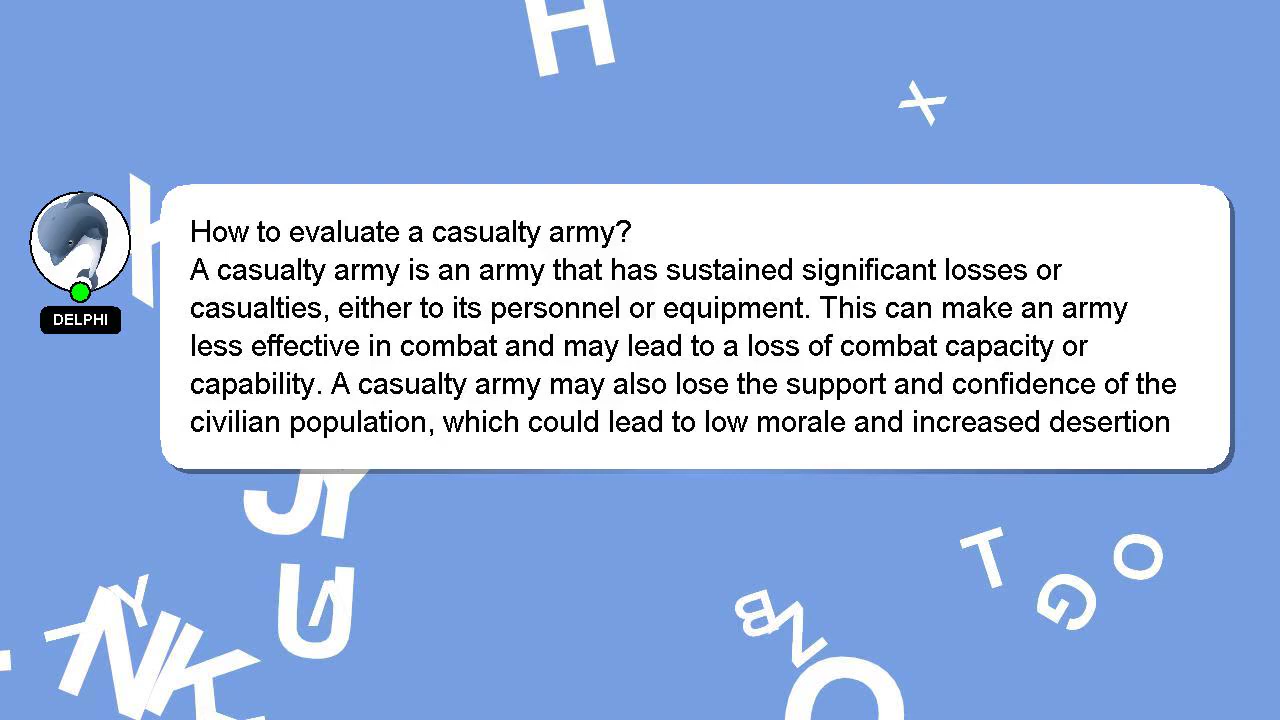 H
X
How to evaluate a casualty army?
A casualty army is an army that has sustained significant losses or
casualties, either to its personnel or equipment. This can make an army
less effective in combat and may lead to a loss of combat capacity or
capability. A casualty army may also lose the support and confidence of the
civilian population, which could lead to low morale and increased desertion
DELPHI
J Y
U
Y
N K
T
G
O
B
N
O